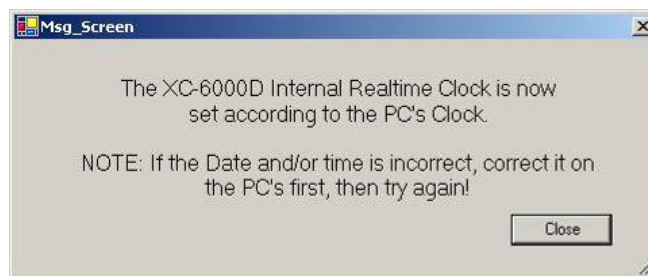 Msg_Screen
The XC-6000D Internal Realtime Clock is now
set according to the PC's Clock.
NOTE: If the Date and/or time is incorrect, correct it on
the PC's first, then try again!
Close